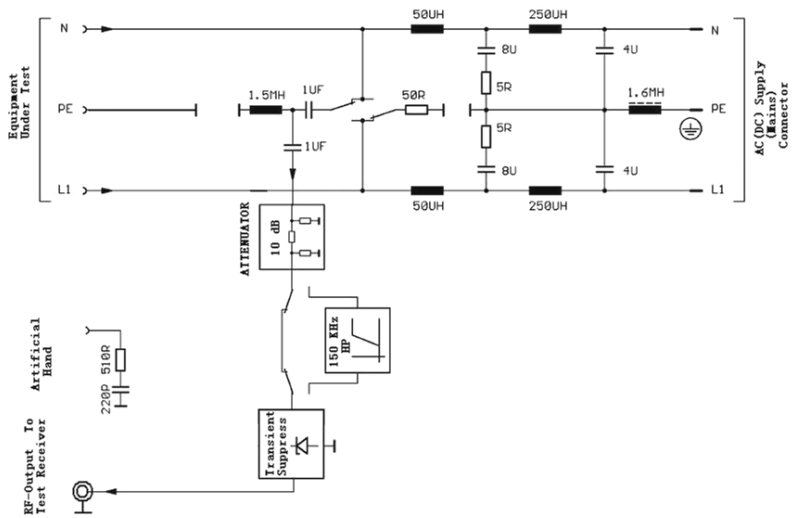 50UH
250UH
N
N
8U
4U
Equipment
Under Test
1UF
50R
5R
1.5MH
1.6MH
PE
PE
AC(DC) Supply
(Mains)
Connector
5R
1UF
8U
4U
L1
L1
50UH
250UH
ATTENUATOR
10 dB
150 KHz
HP
Artificial
Hand
510R
220P
Transient
Suppress
RF-Output To
Test Receiver